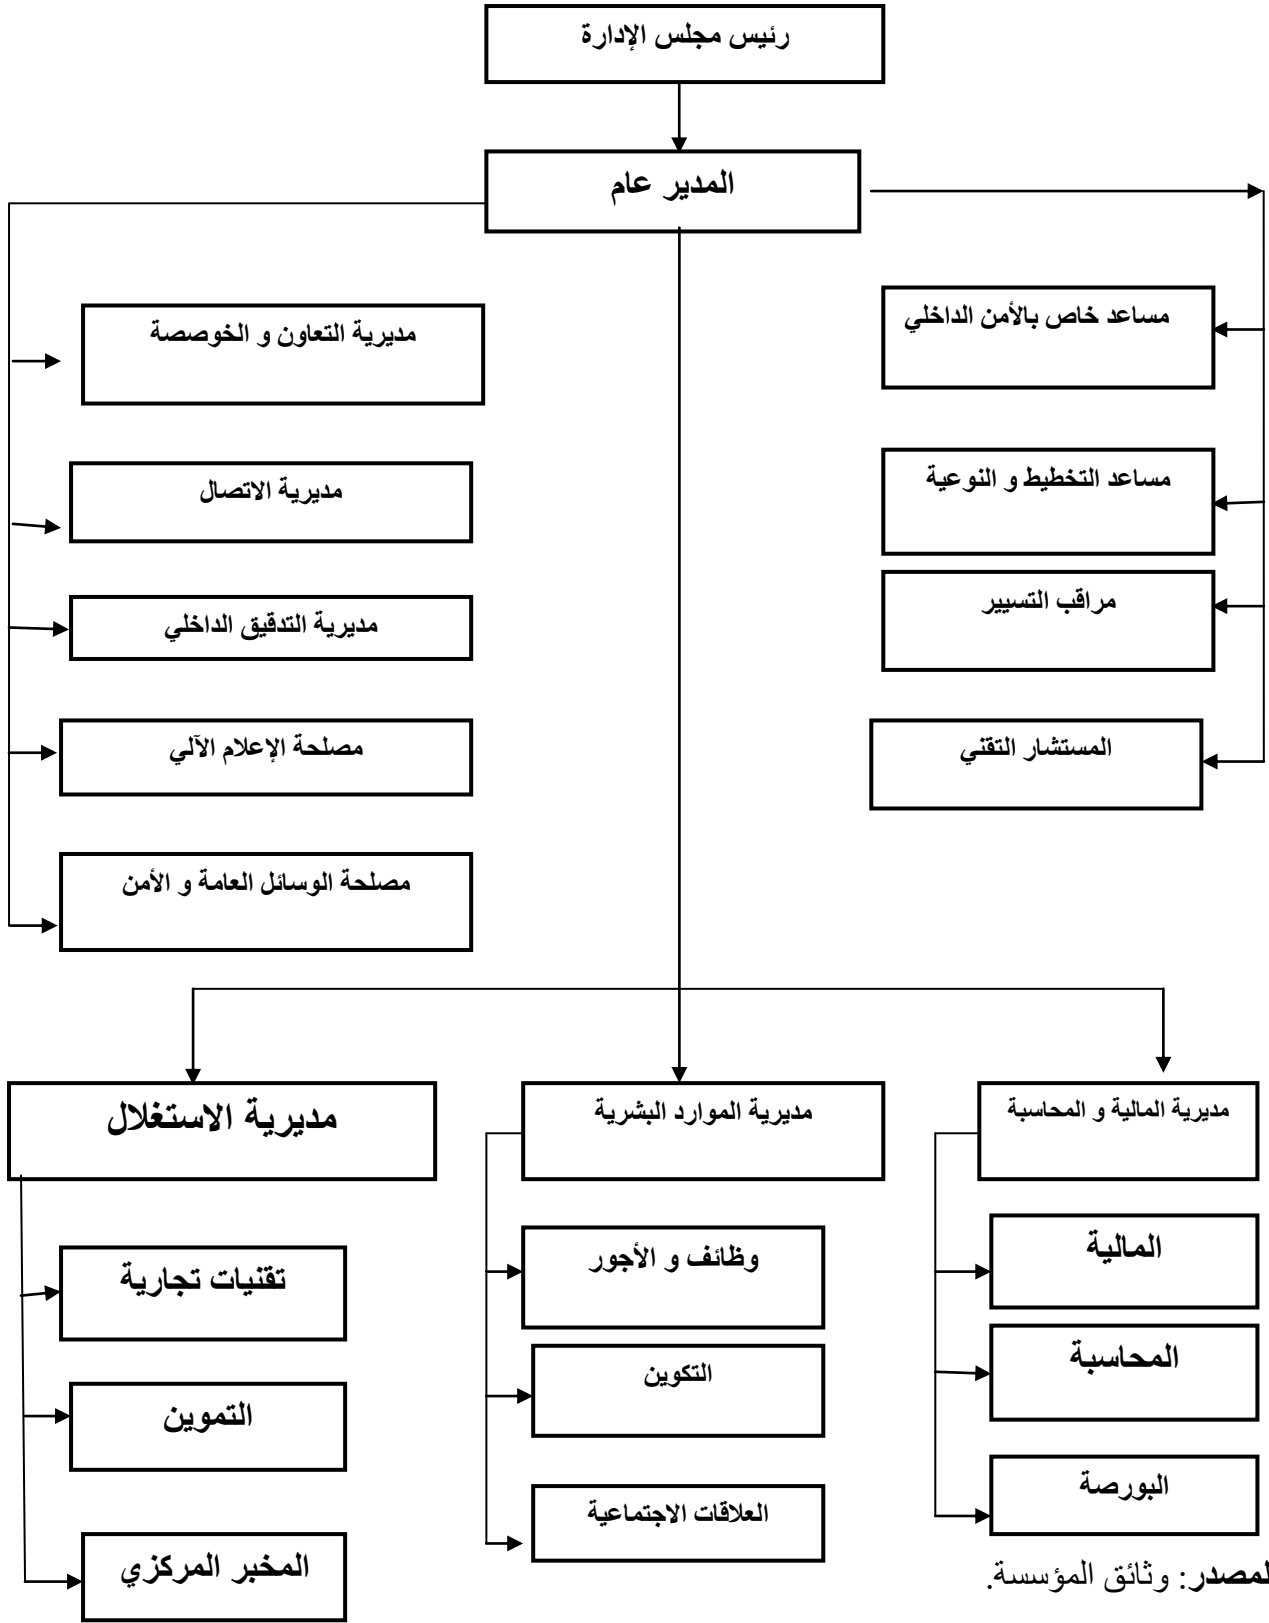 رئيس مجلس الإدارة
المدير عام
مساعد خاص بالأمن الداخلي
مديرية التعاون و الخوصصة
مساعد التخطيط و النوعية
مديرية الاتصال
مراقب التسيير
مديرية التدقيق الداخلي
المستشار التقني
مصلحة الإعلام الآلي
مصلحة الوسائل العامة و الأمن
مديرية المالية و المحاسبة
مديرية الموارد البشرية
مديرية الاستغلال
المالية
وظائف و الأجور
تقنيات تجارية
المحاسبة
التكوين
التموين
البورصة
العلاقات الاجتماعية
المخبر المركزي
لمصدر: وثائق المؤسسة.